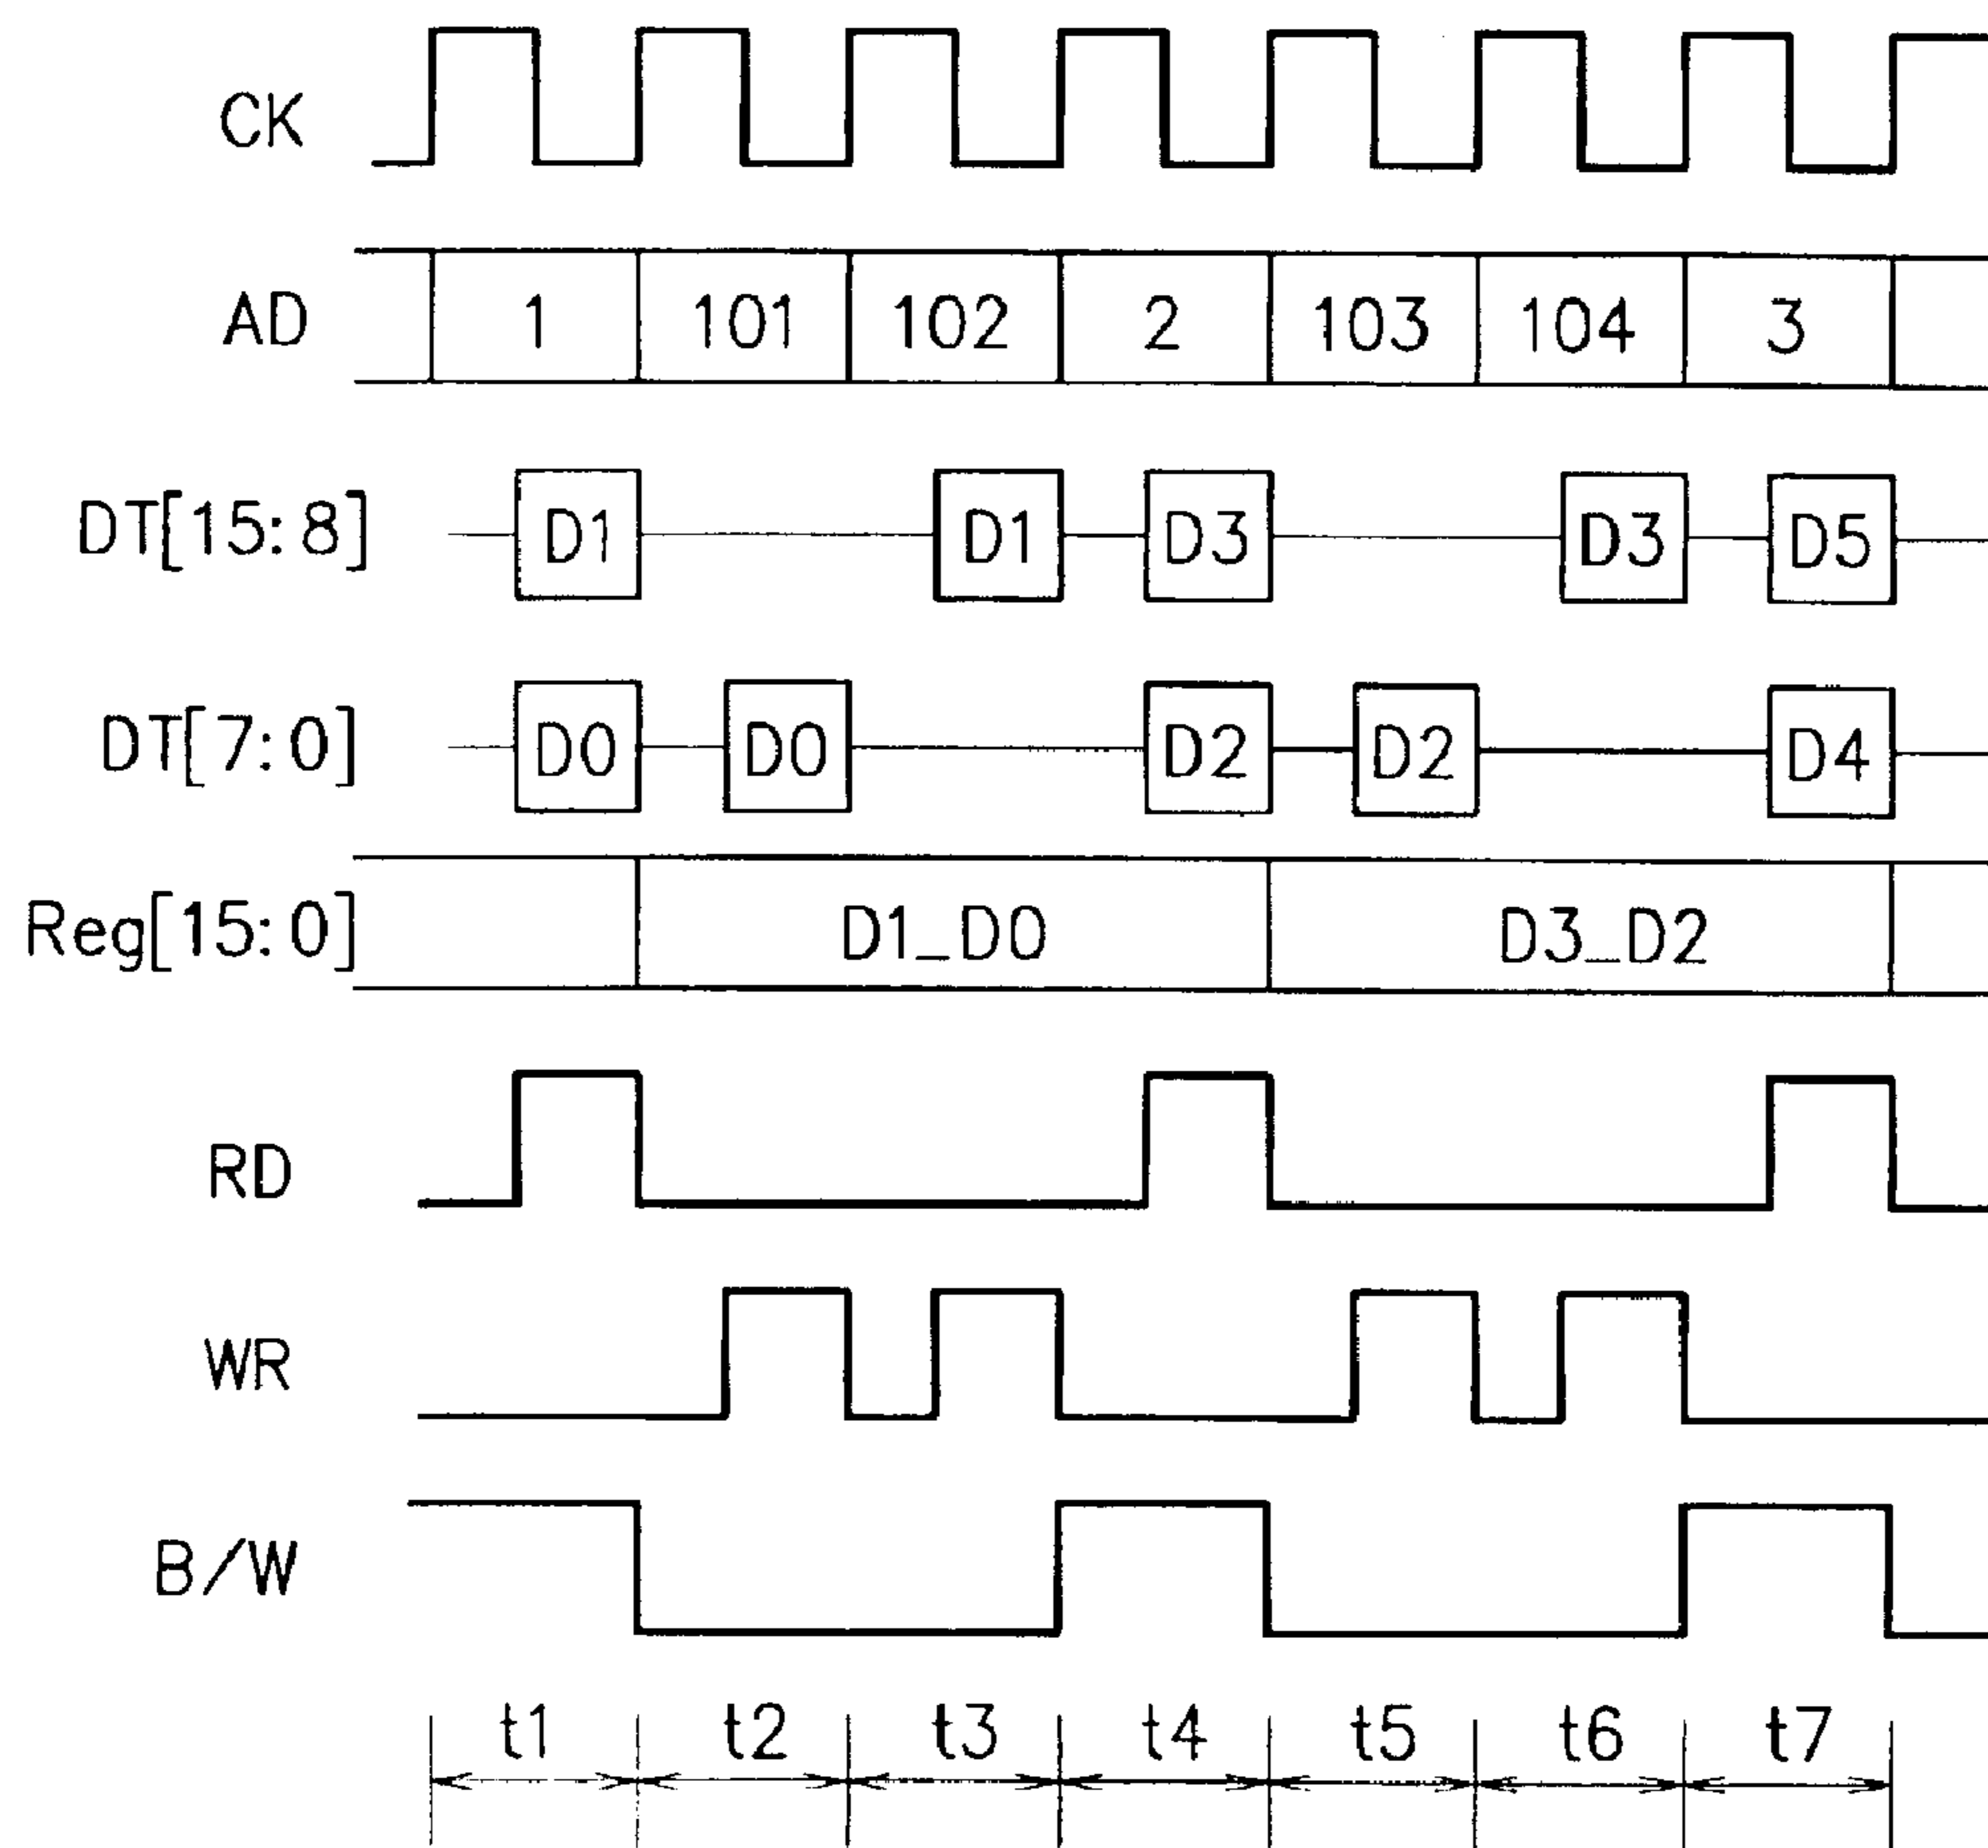 CK
AD 1 101 102 2 103 104 3
DT[15:8] D1 D1 D3 D3 D5
DT[7:0] D0 D0 D2 D2 D4
Reg[15:0] D1_D0 D3_D2
RD
WR
B/W
t1 t2 t3 t4 t5 t6 t7